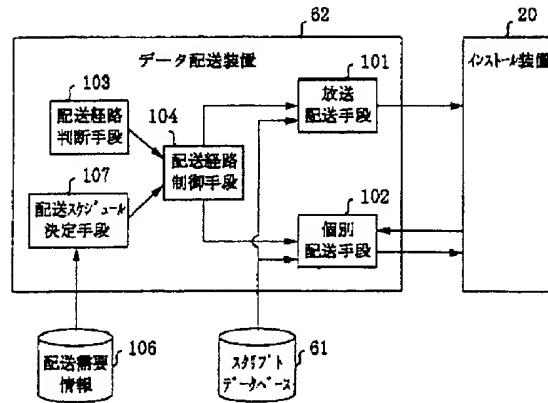 62
20
データ配送装置
インストール装置
103
配送経路
判断手段
104
配送経路
制御手段
101
放送
配送手段
107
配送スケジュール
決定手段
102
個別
配送手段
配送需要
情報
106
スクリプト
データベース
61